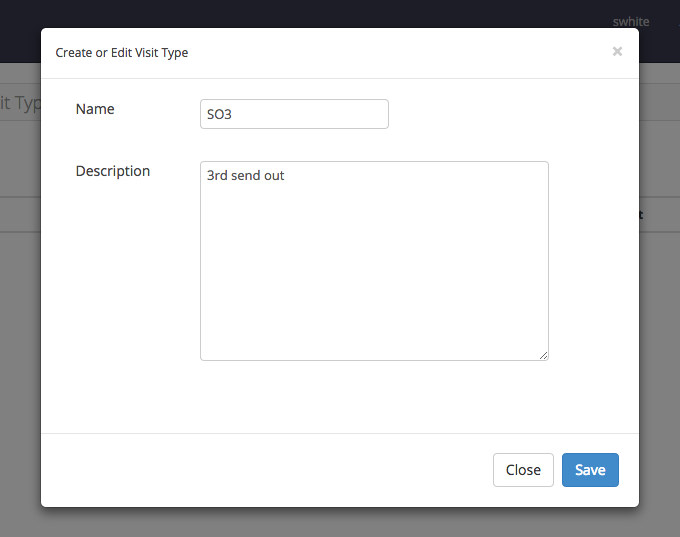 swhite
Create or Edit Visit Type
×
it Typ
Name
SO3
Description
3rd send out
t
Close
Save